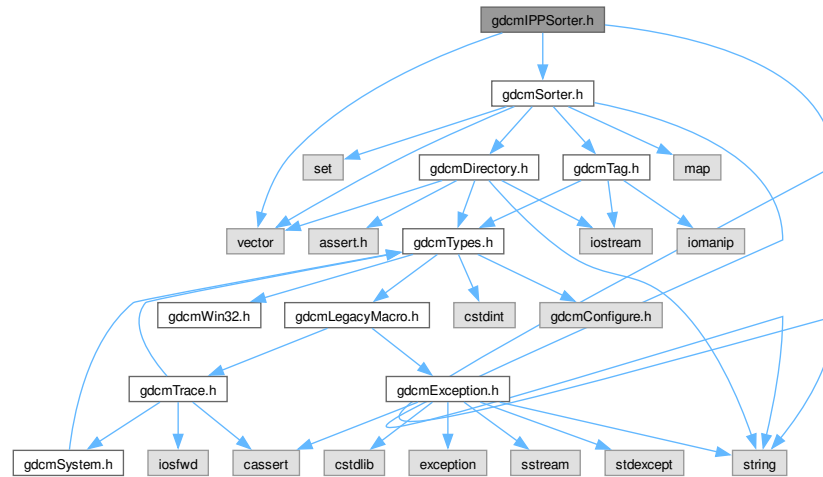 gdcmIPPSorter.h
gdcmSorter.h
set
gdcmDirectory.h
gdcmTag.h
map
vector
assert.h
gdcmTypes.h
iostream
iomanip
gdcmWin32.h
gdcmLegacyMacro.h
cstdint
gdcmConfigure.h
gdcmTrace.h
gdcmException.h
gdcmSystem.h
iosfwd
cassert
cstdlib
exception
sstream
stdexcept
string